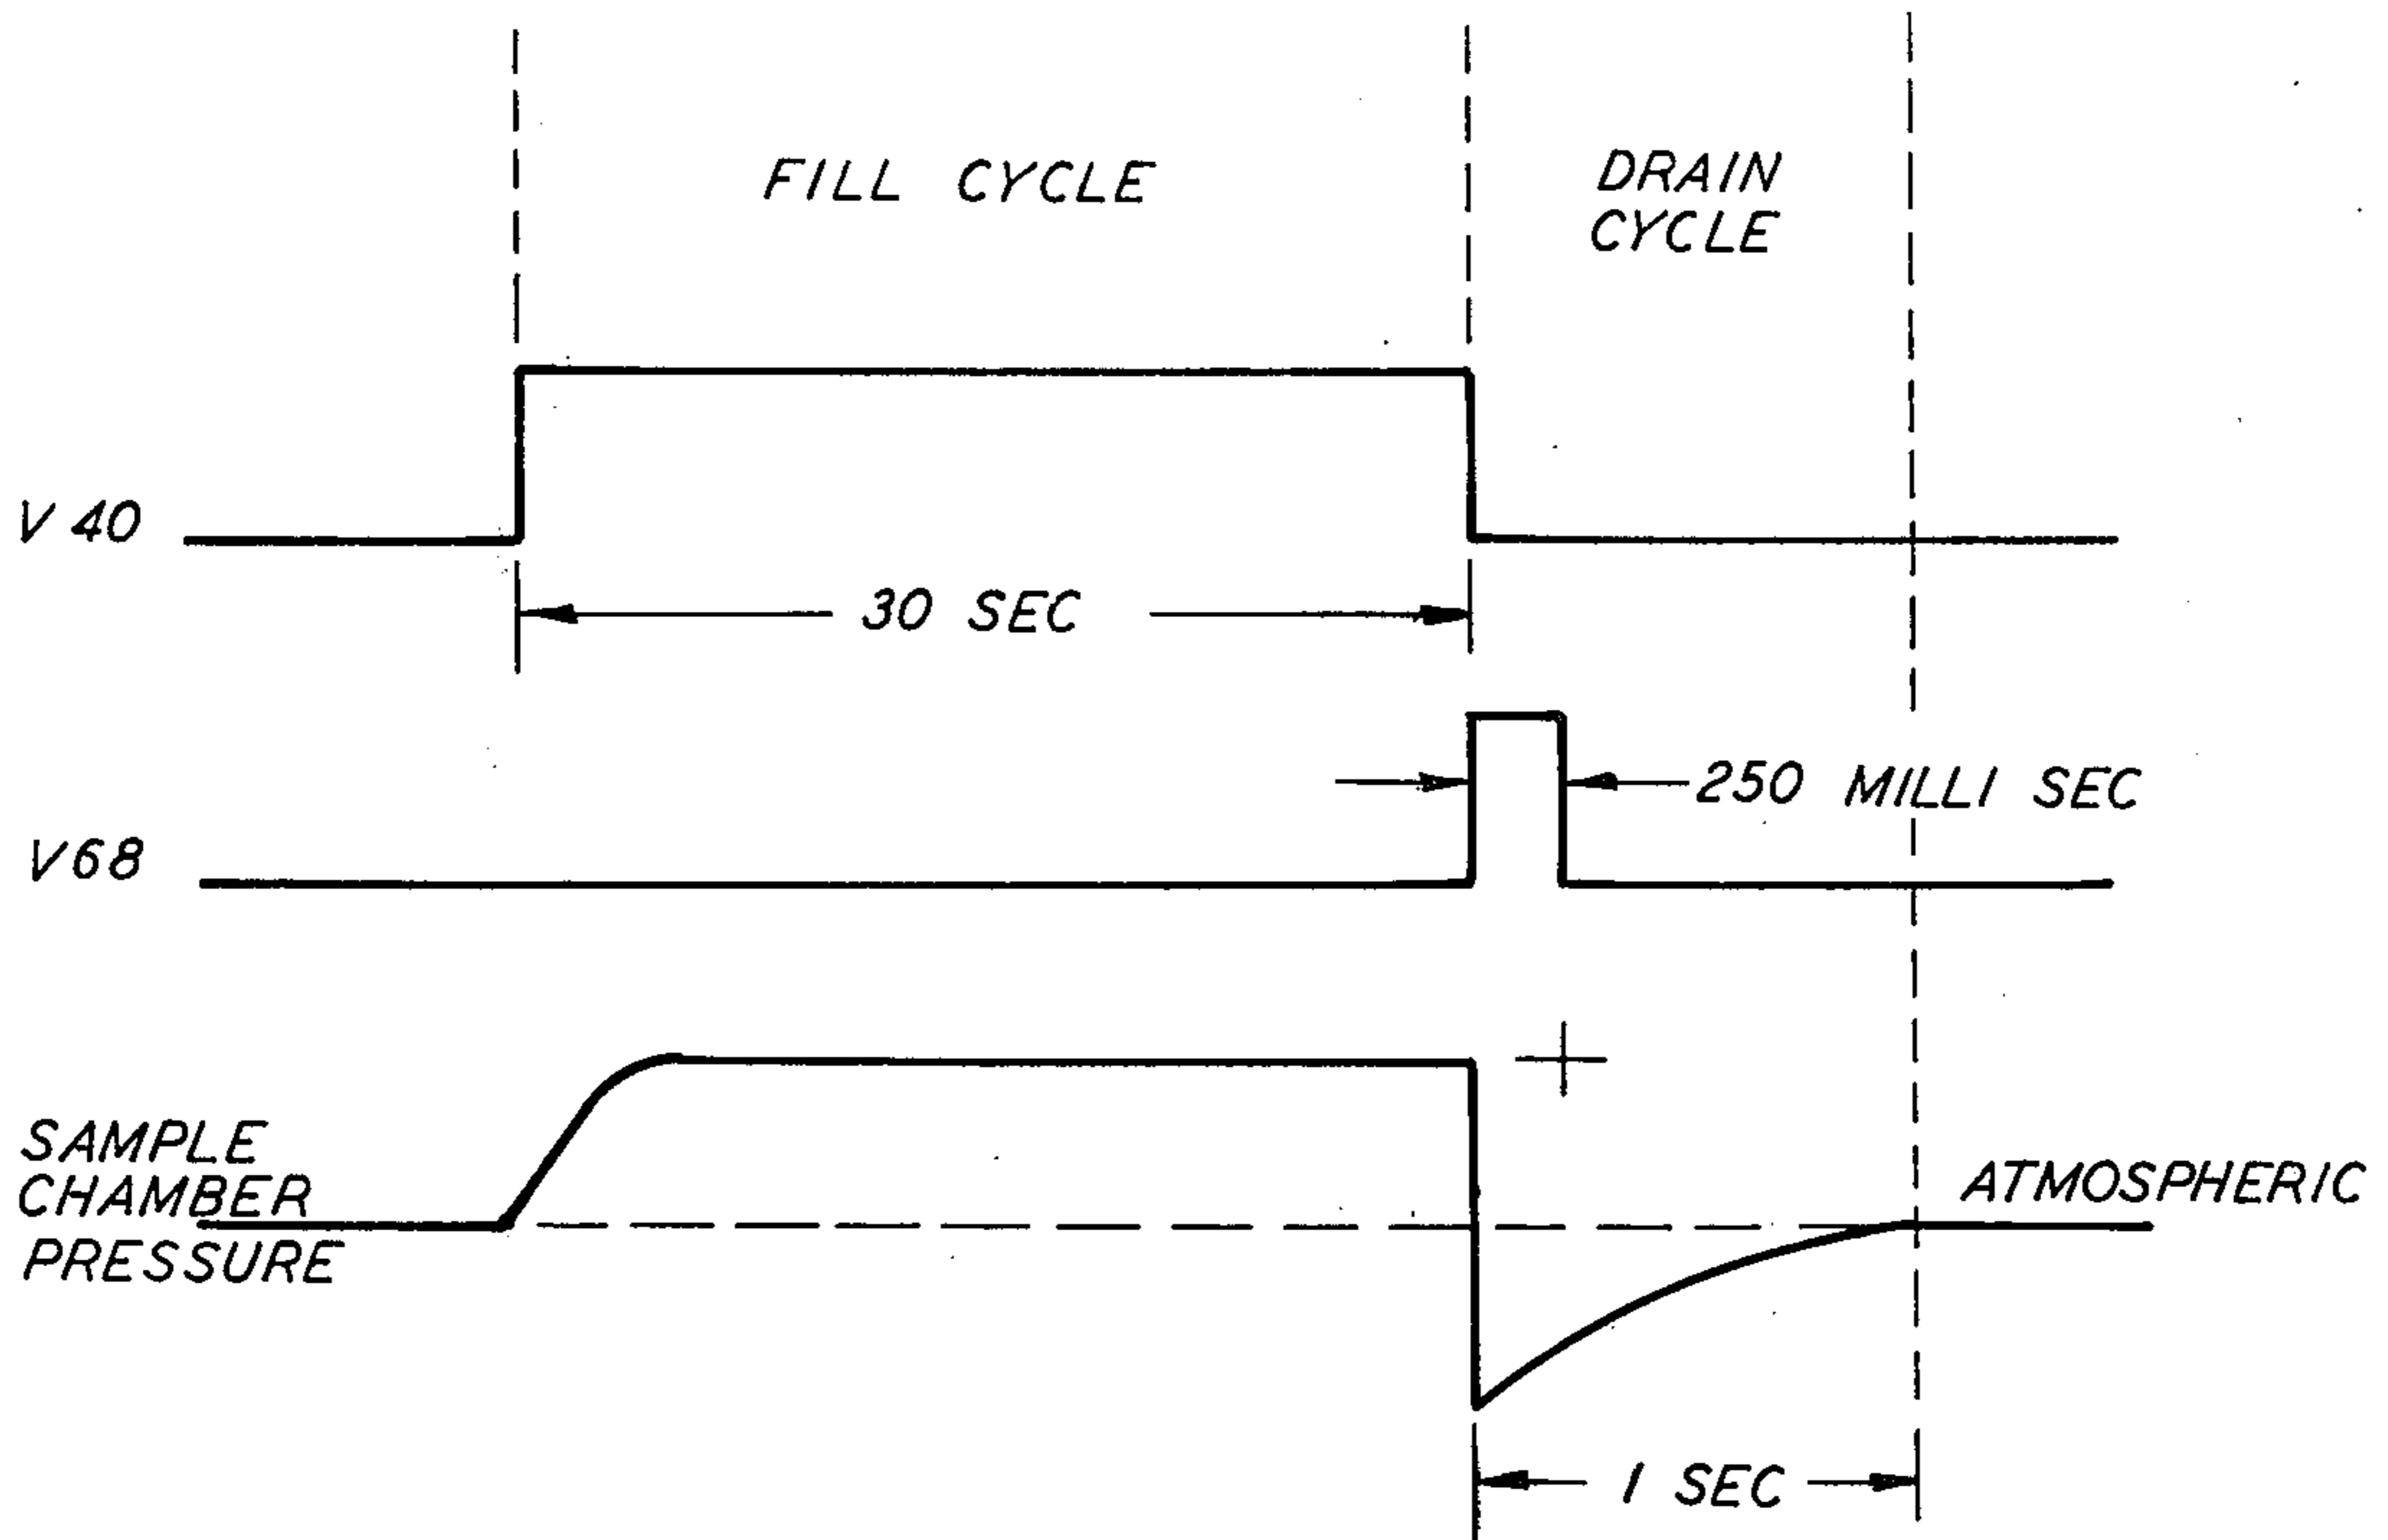 FILL CYCLE
DRAIN
CYCLE
V 40
30 SEC
250 MILLI SEC
V68
SAMPLE
CHAMBER
PRESSURE
ATMOSPHERIC
1 SEC